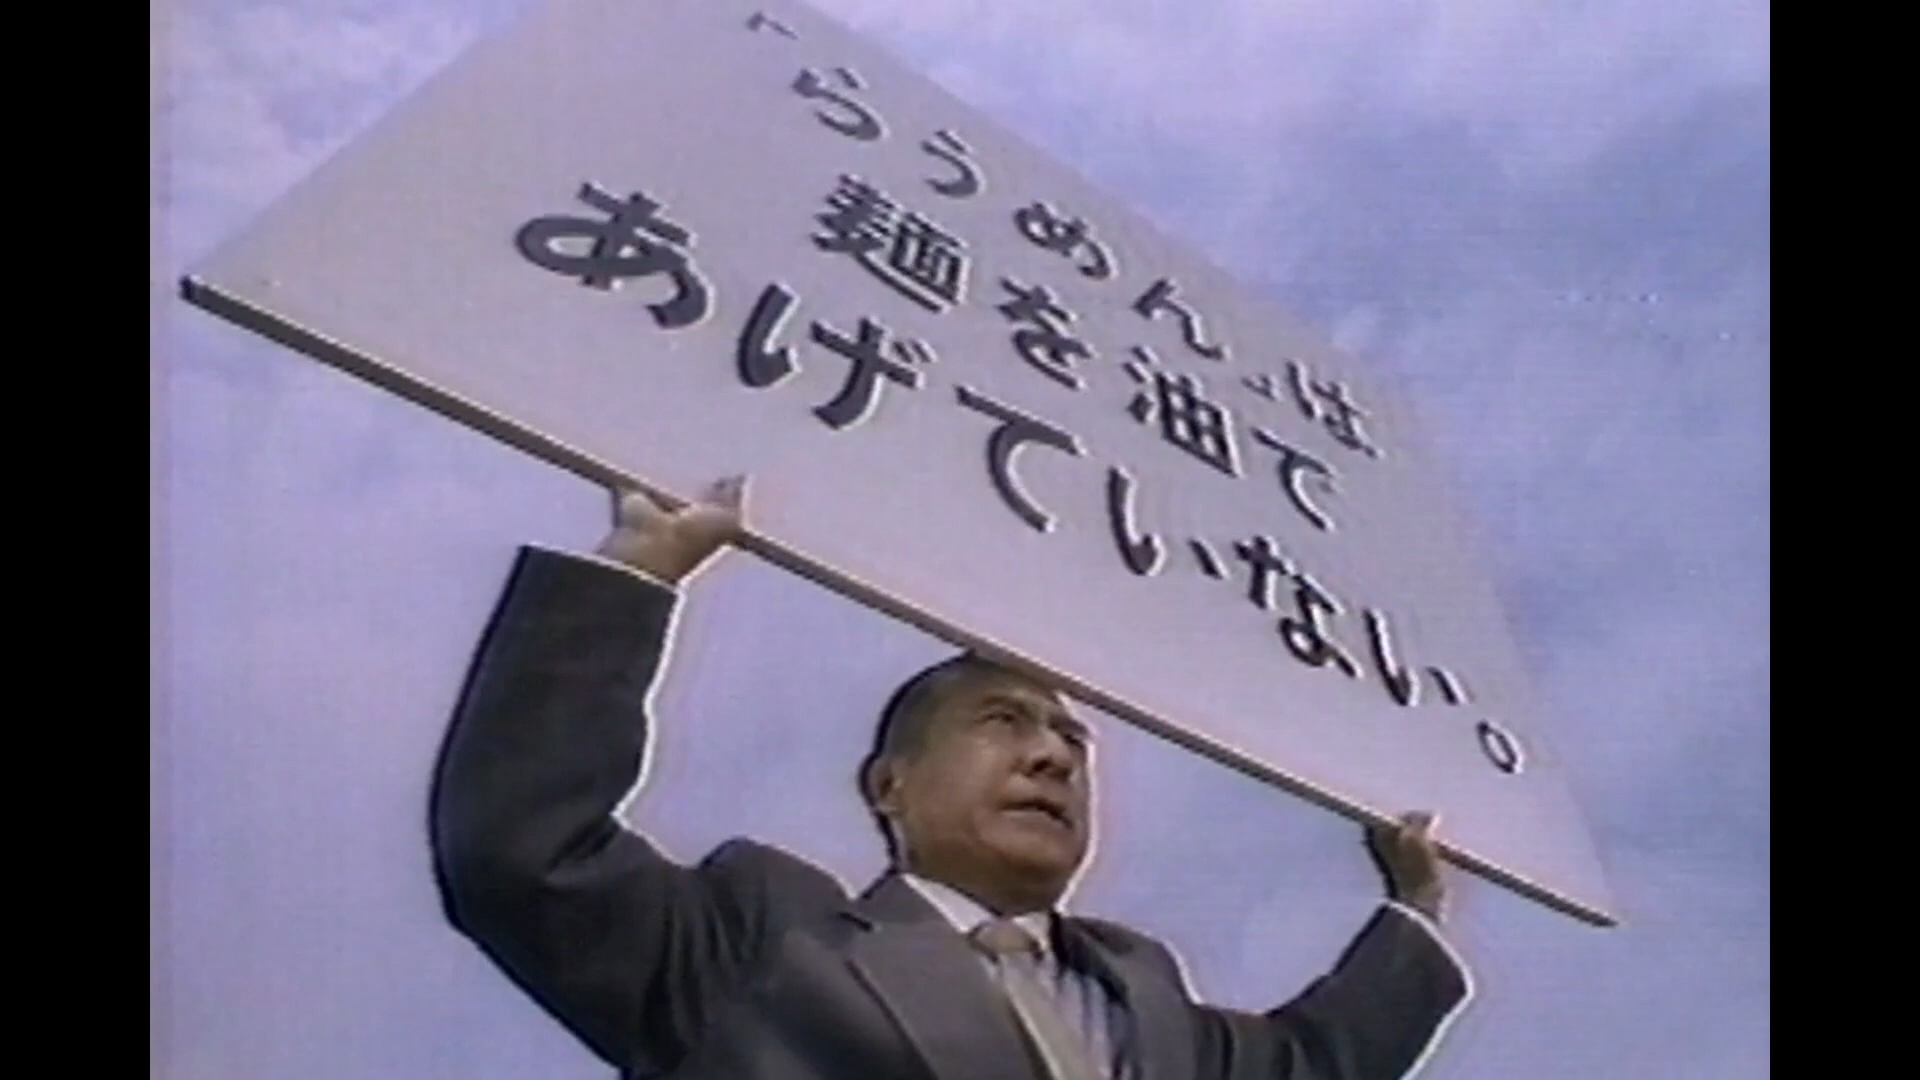 「らうめんは
麺を油で
あげていない。